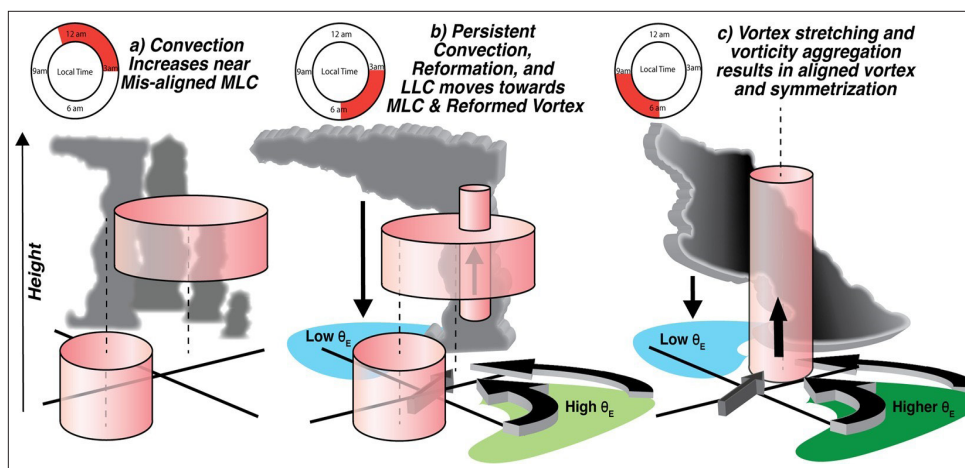 12 am
3am
6 am
9am
Local Time
a) Convection
Increases near
Mis-aligned MLC
12 am
3am
6 am
9am
Local Time
b) Persistent
Convection,
Reformation, and
LLC moves towards
MLC & Reformed Vortex
12 am
3am
6 am
9am
Local Time
c) Vortex stretching and
vorticity aggregation
results in aligned vortex
and symmetrization
Height
Low θE
High θE
Low θE
Higher θE